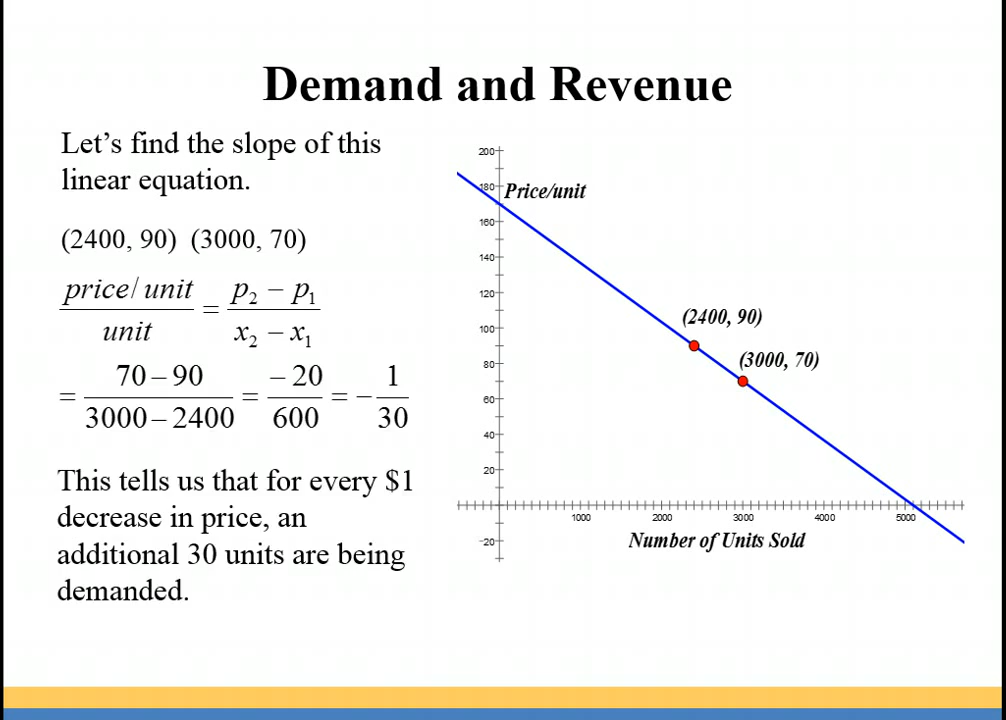 Demand and Revenue
Let’s find the slope of this
linear equation.
(2400, 90) (3000, 70)
price/ unit / unit = p₂ − p₁ / x₂ − x₁
= 70 − 90 / 3000 − 2400 = − 20 / 600 = − 1 / 30
This tells us that for every $1
decrease in price, an
additional 30 units are being
demanded.
200
180
Price/unit
160
140
120
100
80
60
40
20
-20
(2400, 90)
(3000, 70)
1000 2000 3000 4000 5000
Number of Units Sold